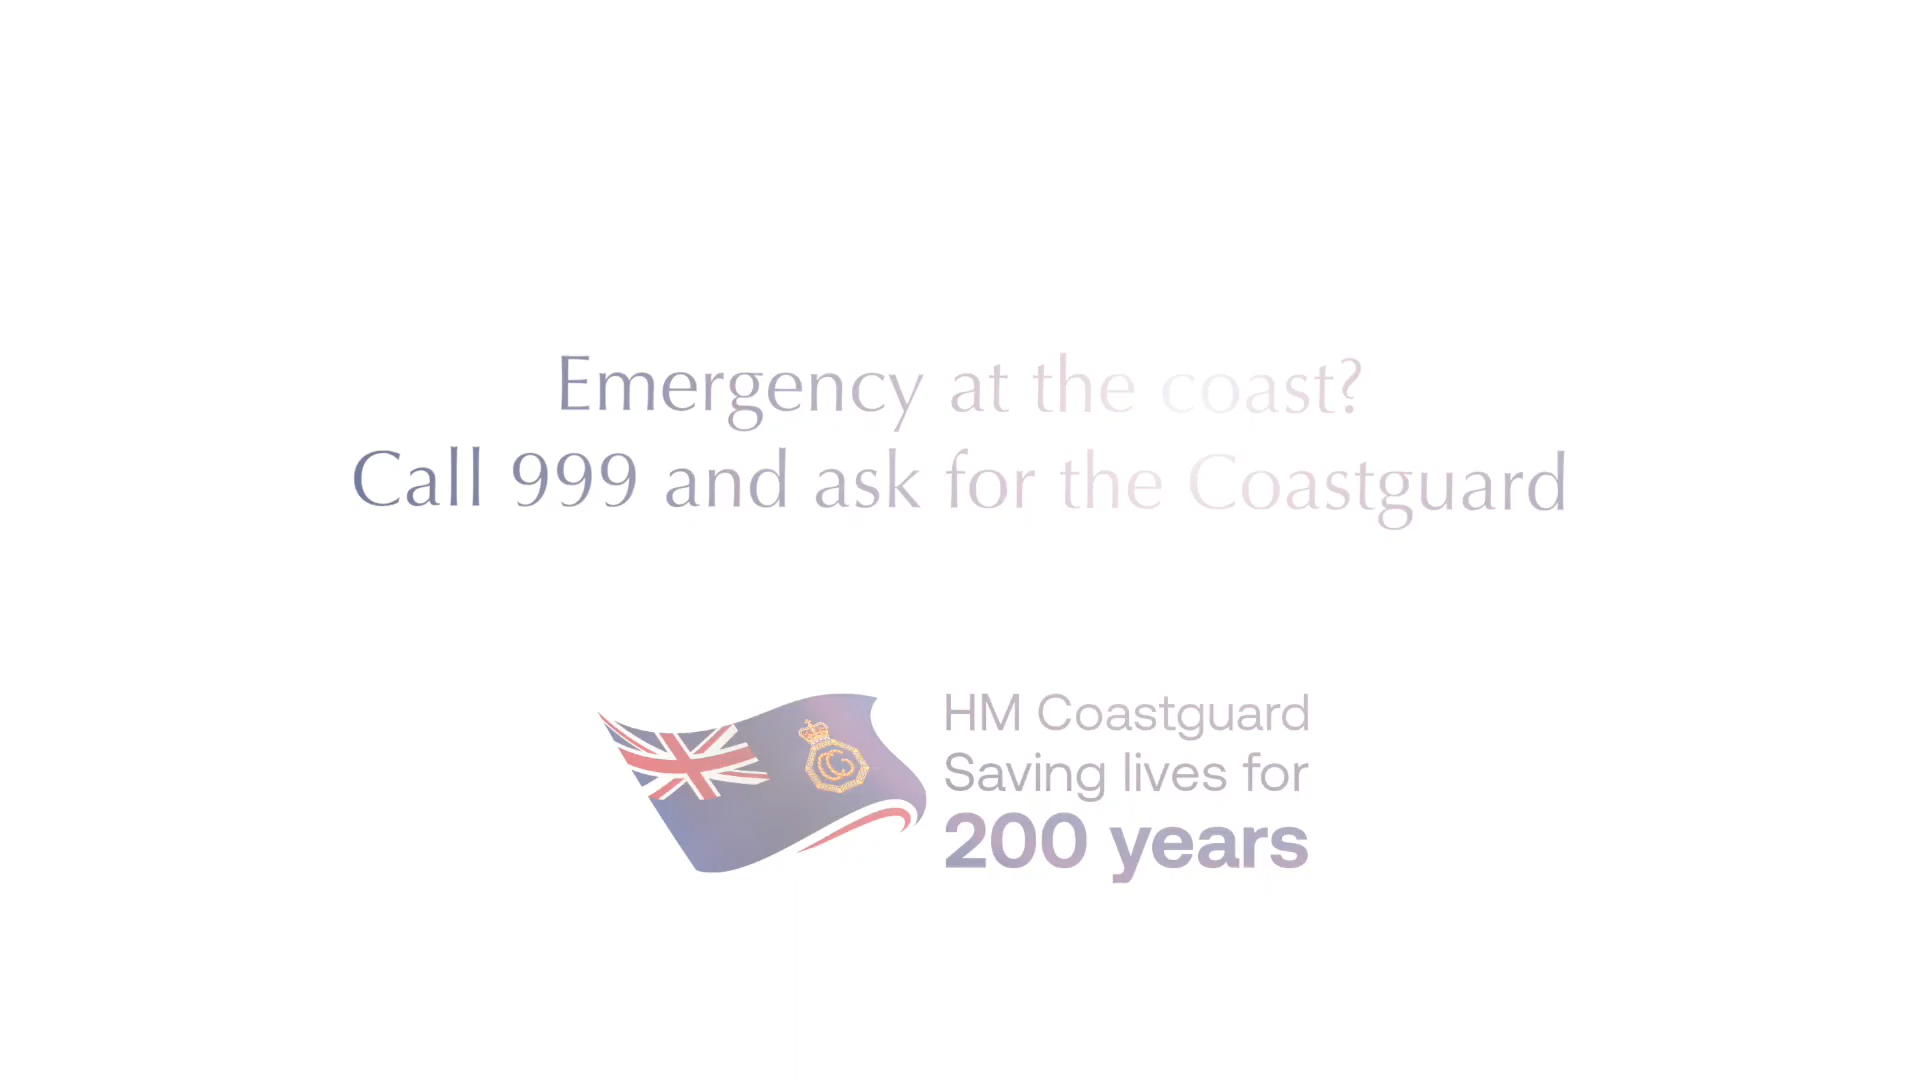 Emergency at the coast?
Call 999 and ask for the Coastguard
HM Coastguard
Saving lives for
200 years